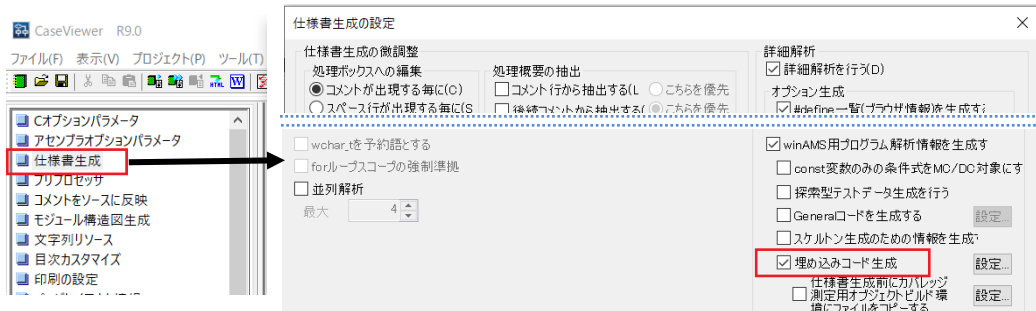 CaseViewer R9.0
ファイル(F) 表示(V) プロジェクト(P) ツール(T)
Cオプションパラメータ
アセンブラオプションパラメータ
仕様書生成
プリプロセッサ
コメントをソースに反映
モジュール構造図生成
文字列リソース
目次カスタマイズ
印刷の設定
仕様書生成の設定
仕様書生成の微調整
処理ボックスへの編集
コメントが出現する毎に(C)
スペース行が出現する毎に(S
処理概要の抽出
コメント行から抽出する(L
こちらを優先
後続コメントから抽出する(
こちらを優先
wchar_tを予約語とする
forループスコープの強制準拠
並列解析
最大 4
詳細解析
詳細解析を行う(D)
オプション生成
#define一覧(ブラウザ情報)を生成す
winAMS用プログラム解析情報を生成す
const変数のみの条件式をMC/DC対象にす
探索型テストデータ生成を行う
Generalコードを生成する 設定...
スケルトン生成のための情報を生成
埋め込みコード生成 設定...
仕様書生成前にカバレッジ
測定用オブジェクトビルド環 設定...
境にファイルをコピーする